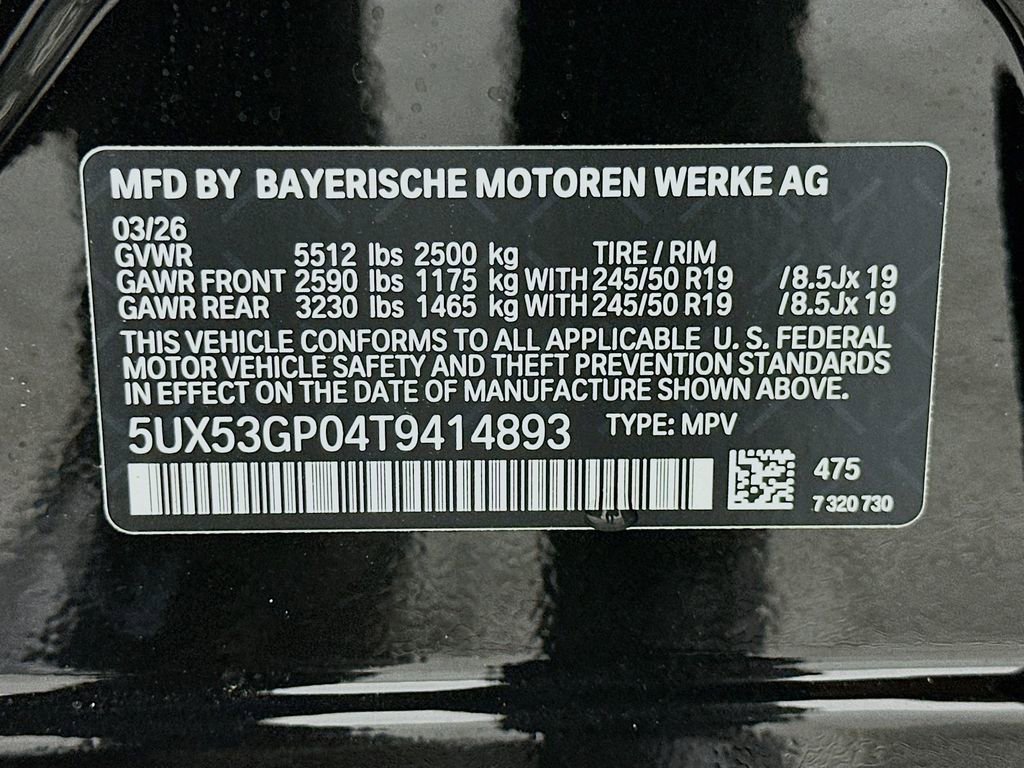 MFD BY BAYERISCHE MOTOREN WERKE AG
03/26
GVWR 5512 lbs 2500 kg TIRE / RIM
GAWR FRONT 2590 lbs 1175 kg WITH 245/50 R19 /8.5Jx 19
GAWR REAR 3230 lbs 1465 kg WITH 245/50 R19 /8.5Jx 19
THIS VEHICLE CONFORMS TO ALL APPLICABLE U. S. FEDERAL
MOTOR VEHICLE SAFETY AND THEFT PREVENTION STANDARDS
IN EFFECT ON THE DATE OF MANUFACTURE SHOWN ABOVE.
5UX53GP04T9414893 TYPE: MPV
475
7 320 730